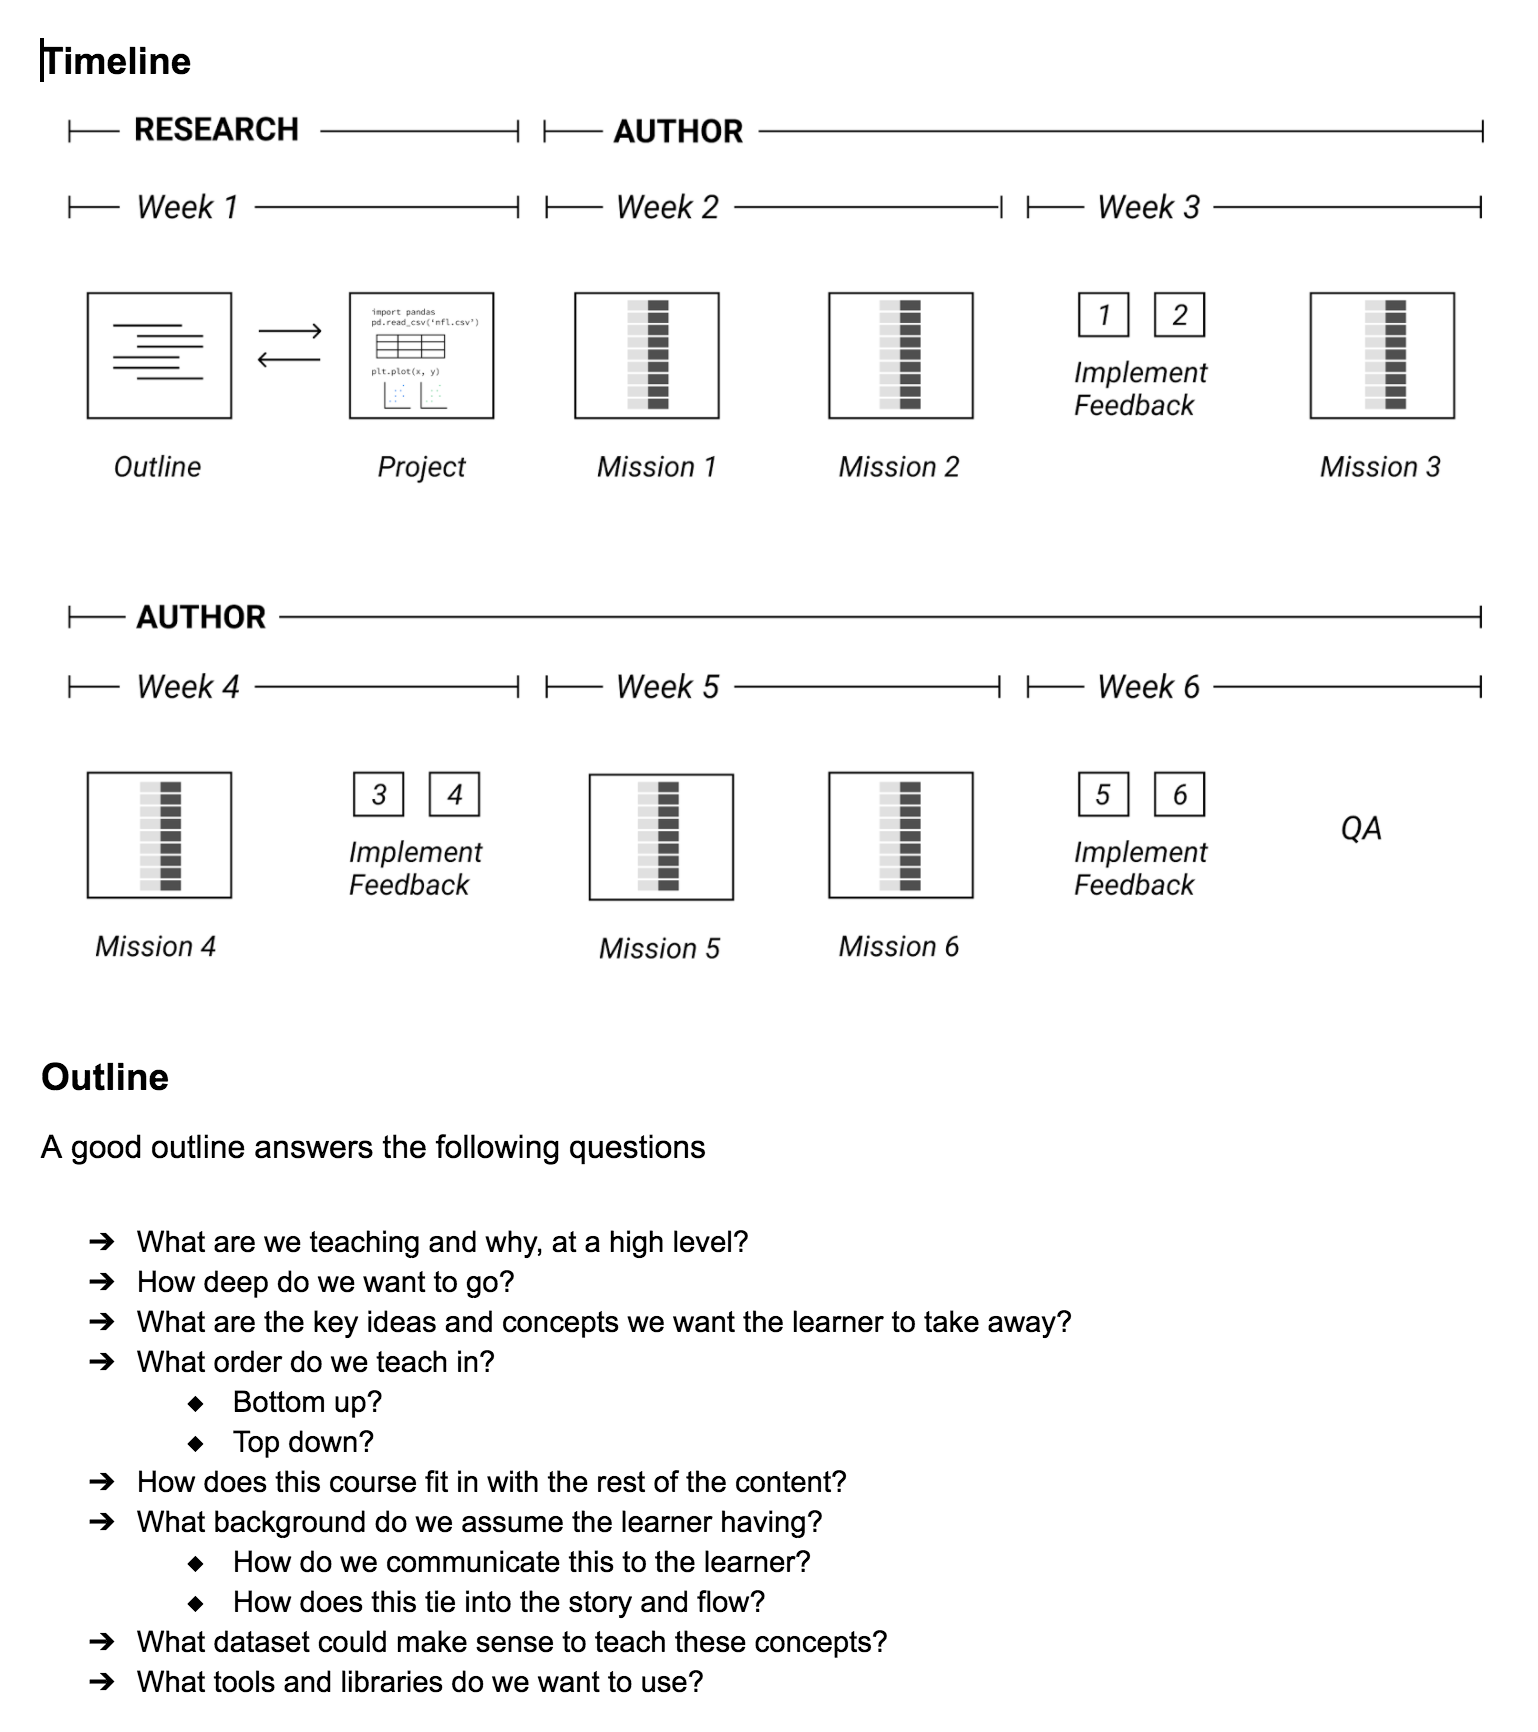 Timeline
RESEARCH AUTHOR
Week 1 Week 2 Week 3
import pandas
pd.read_csv('nfl.csv')
plt.plot(x, y)
1 2
Implement
Feedback
Outline Project Mission 1 Mission 2 Mission 3
AUTHOR
Week 4 Week 5 Week 6
3 4 5 6
Implement Implement
Feedback Feedback
QA
Mission 4 Mission 5 Mission 6
Outline
A good outline answers the following questions
➔ What are we teaching and why, at a high level?
➔ How deep do we want to go?
➔ What are the key ideas and concepts we want the learner to take away?
➔ What order do we teach in?
◆ Bottom up?
◆ Top down?
➔ How does this course fit in with the rest of the content?
➔ What background do we assume the learner having?
◆ How do we communicate this to the learner?
◆ How does this tie into the story and flow?
➔ What dataset could make sense to teach these concepts?
➔ What tools and libraries do we want to use?